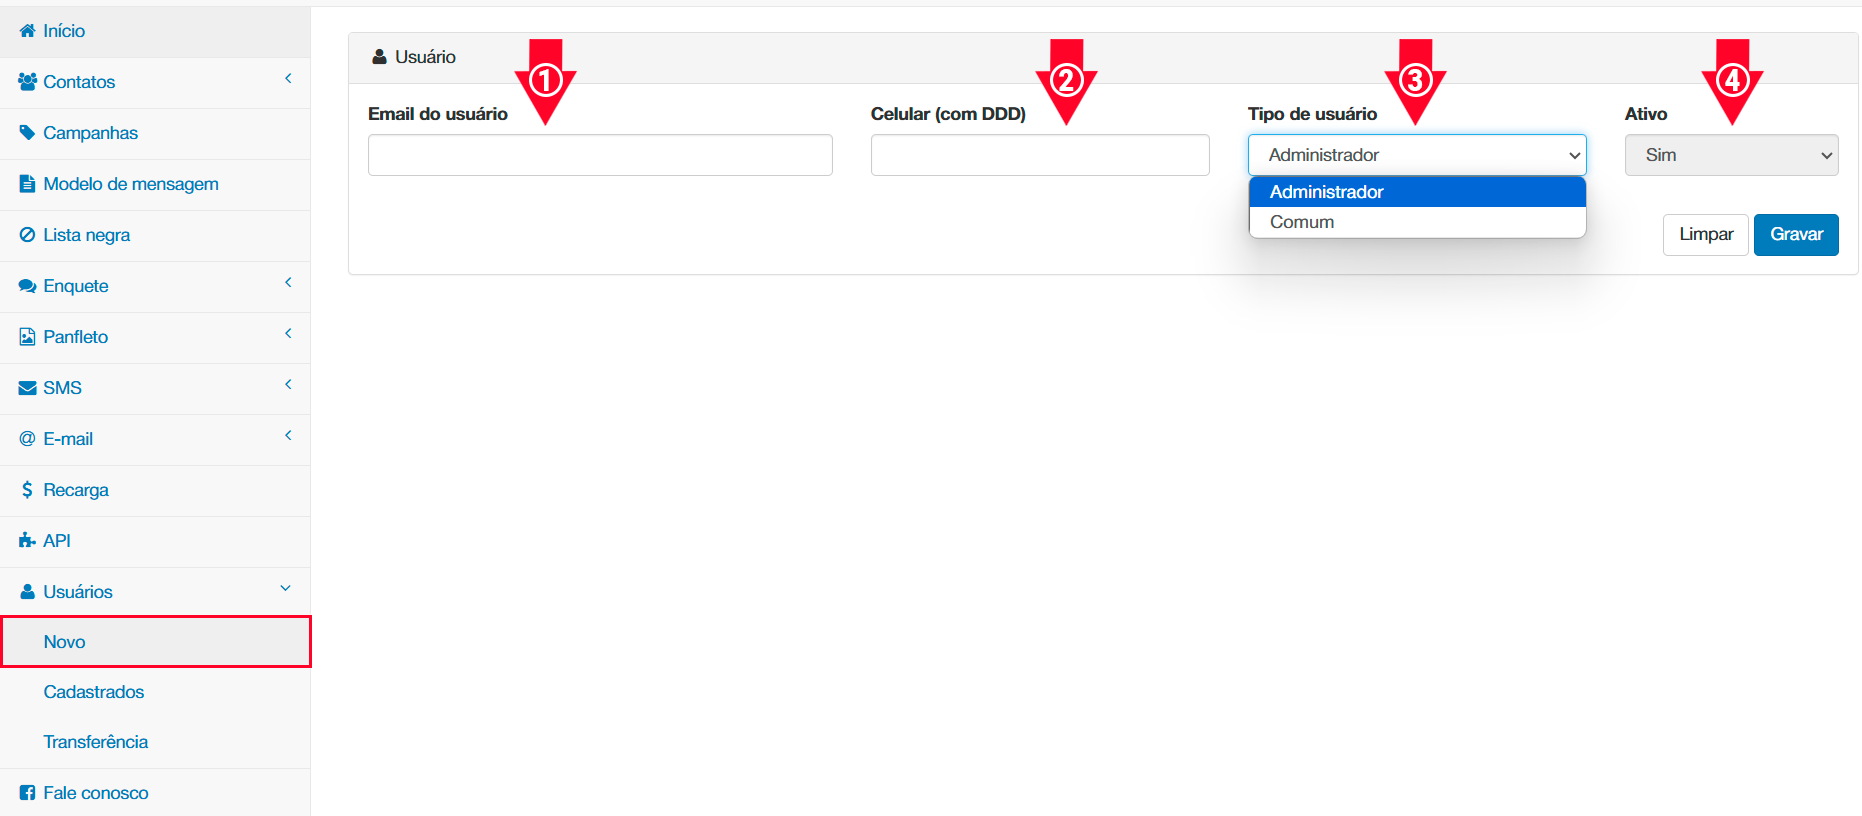 Início
Contatos
Campanhas
Modelo de mensagem
Lista negra
Enquete
Panfleto
SMS
E-mail
Recarga
API
Usuários
Novo
Cadastrados
Transferência
Fale conosco
Usuário
1 2 3 4
Email do usuário
Celular (com DDD)
Tipo de usuário
Administrador
Administrador
Comum
Ativo
Sim
Limpar
Gravar